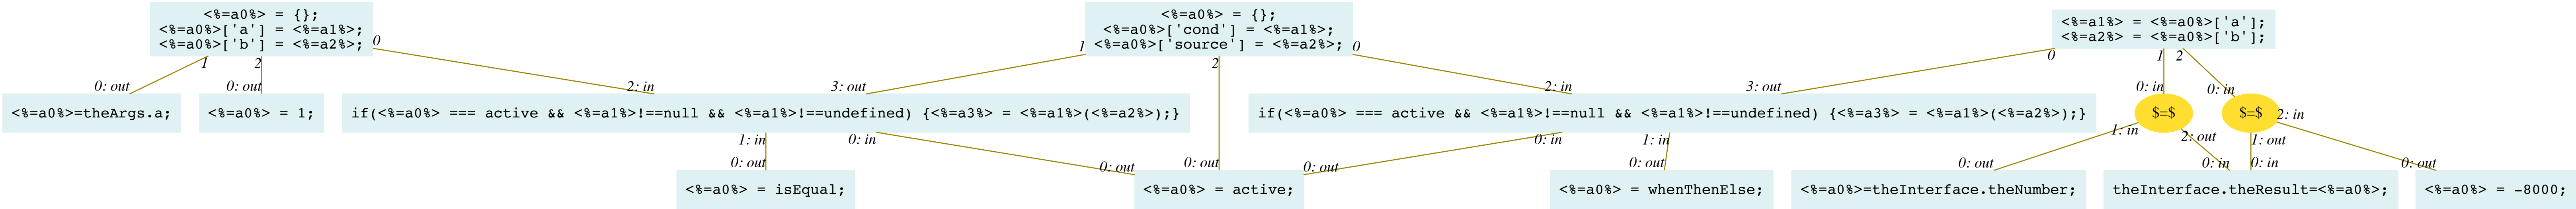 <%=a0%> = {};
<%=a0%>['a'] = <%=a1%>;
<%=a0%>['b'] = <%=a2%>;
<%=a0%> = {};
<%=a0%>['cond'] = <%=a1%>;
<%=a0%>['source'] = <%=a2%>;
<%=a1%> = <%=a0%>['a'];
<%=a2%> = <%=a0%>['b'];
0
1
2
1
2
0
0
1
2
0: out
0: out
2: in
3: out
2: in
3: out
0: in
0: in
<%=a0%>=theArgs.a;
<%=a0%> = 1;
if(<%=a0%> === active && <%=a1%>!==null && <%=a1%>!==undefined) {<%=a3%> = <%=a1%>(<%=a2%>);}
if(<%=a0%> === active && <%=a1%>!==null && <%=a1%>!==undefined) {<%=a3%> = <%=a1%>(<%=a2%>);}
$=$
$=$
1: in
0: in
0: in
1: in
1: in
2: out
1: out
2: in
0: out
0: out
0: out
0: out
0: out
0: out
0: in
0: in
0: out
<%=a0%> = isEqual;
<%=a0%> = active;
<%=a0%> = whenThenElse;
<%=a0%>=theInterface.theNumber;
theInterface.theResult=<%=a0%>;
<%=a0%> = -8000;